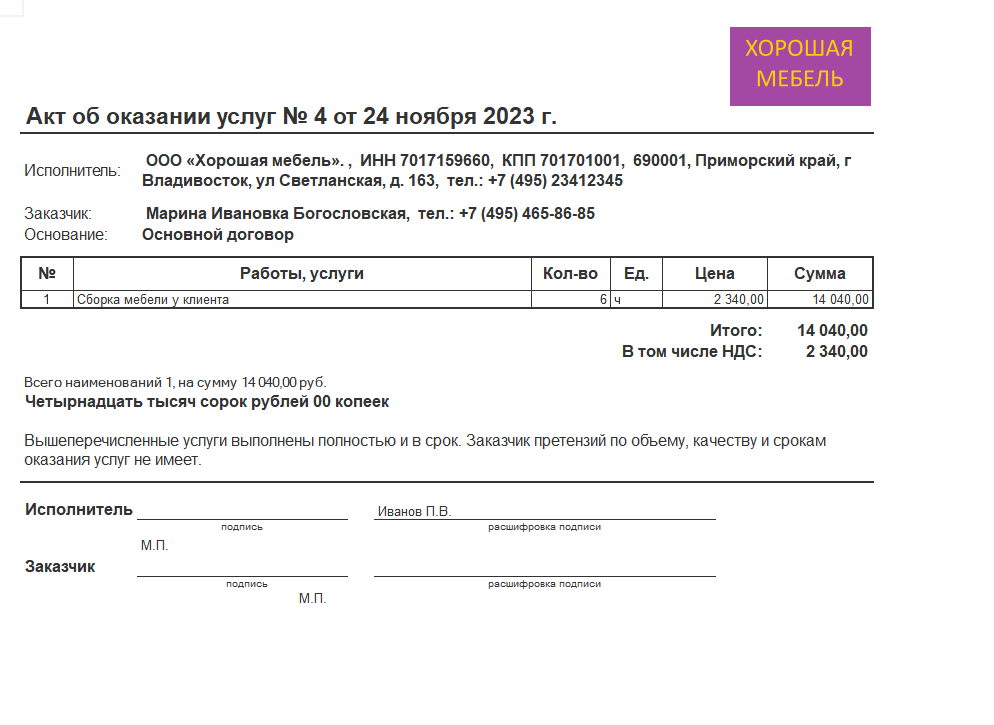 ХОРОШАЯ
МЕБЕЛЬ
Акт об оказании услуг № 4 от 24 ноября 2023 г.
Исполнитель: ООО «Хорошая мебель». , ИНН 7017159660, КПП 701701001, 690001, Приморский край, г
Владивосток, ул Светланская, д. 163, тел.: +7 (495) 23412345
Заказчик: Марина Ивановка Богословская, тел.: +7 (495) 465-86-85
Основание: Основной договор
№ Работы, услуги Кол-во Ед. Цена Сумма
1 Сборка мебели у клиента 6 ч 2 340,00 14 040,00
Итого: 14 040,00
В том числе НДС: 2 340,00
Всего наименований 1, на сумму 14 040,00 руб.
Четырнадцать тысяч сорок рублей 00 копеек
Вышеперечисленные услуги выполнены полностью и в срок. Заказчик претензий по объему, качеству и срокам
оказания услуг не имеет.
Исполнитель Иванов П.В.
подпись расшифровка подписи
М.П.
Заказчик
подпись расшифровка подписи
М.П.